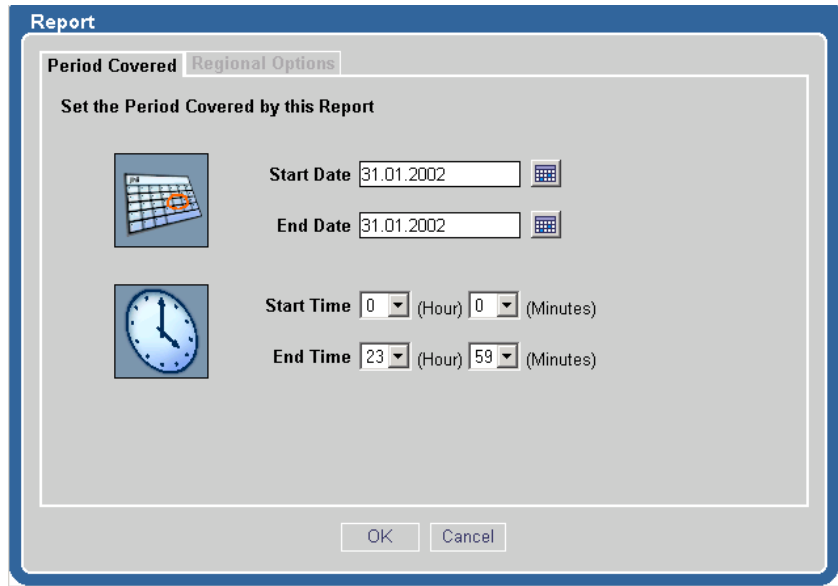 Report
Period Covered Regional Options
Set the Period Covered by this Report
Start Date 31.01.2002
End Date 31.01.2002
Start Time 0 (Hour) 0 (Minutes)
End Time 23 (Hour) 59 (Minutes)
OK Cancel